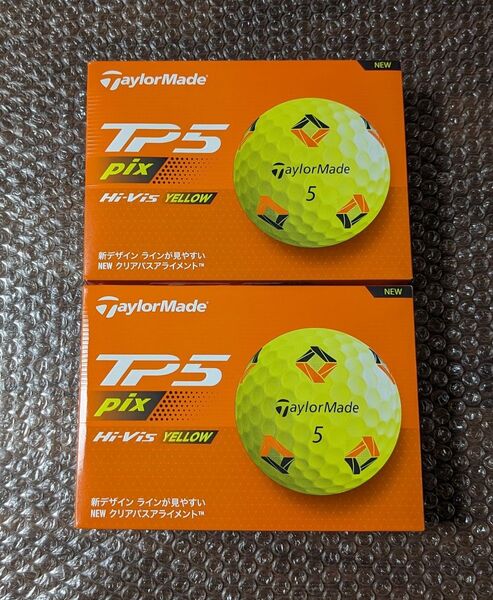 TaylorMade
NEW
TP5
pix
Hi-Vis YELLOW
TaylorMade
5
新デザイン ラインが見やすい
NEW クリアパスアライメント™
TaylorMade
NEW
TP5
pix
Hi-Vis YELLOW
TaylorMade
5
新デザイン ラインが見やすい
NEW クリアパスアライメント™